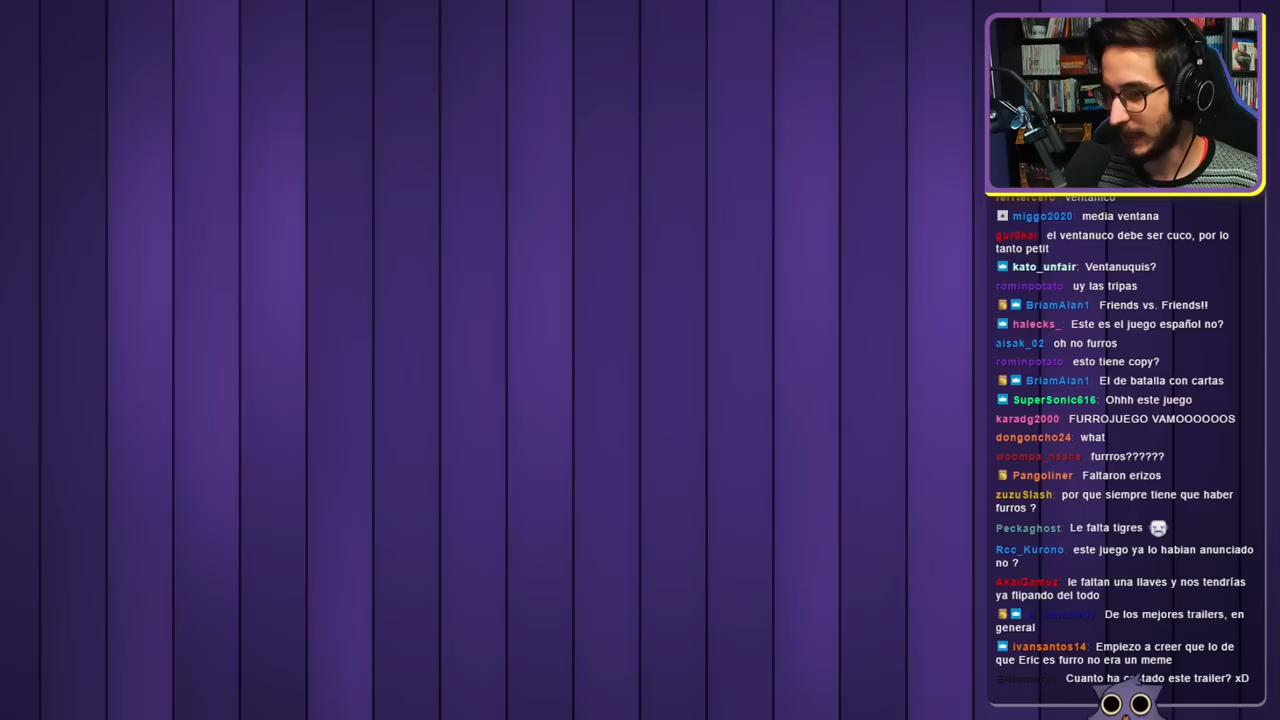 ventanico
miggo2020 media ventana
gur0kai el ventanuco debe ser cuco, por lo
tanto petit
kato_unfair: Ventanuquis?
rominpotato uy las tripas
BriamAlan1 Friends vs. Friends!!
halecks_: Este es el juego español no?
aisak_02 oh no furros
rominpotato esto tiene copy?
BriamAlan1 El de batalla con cartas
SuperSonic616: Ohhh este juego
karadg2000 FURROJUEGO VAMOOOOOOS
dongoncho24: what
furrros??????
Pangoliner Faltaron erizos
zuzuSlash: por que siempre tiene que haber
furros ?
Peckaghost: Le falta tigres
Rcc_Kurono: este juego ya lo habian anunciado
no ?
AkaiGamuz: le faltan una llaves y nos tendrías
ya flipando del todo
De los mejores trailers, en
general
ivansantos14: Empiezo a creer que lo de
que Eric es furro no era un meme
Cuanto ha costado este trailer? xD